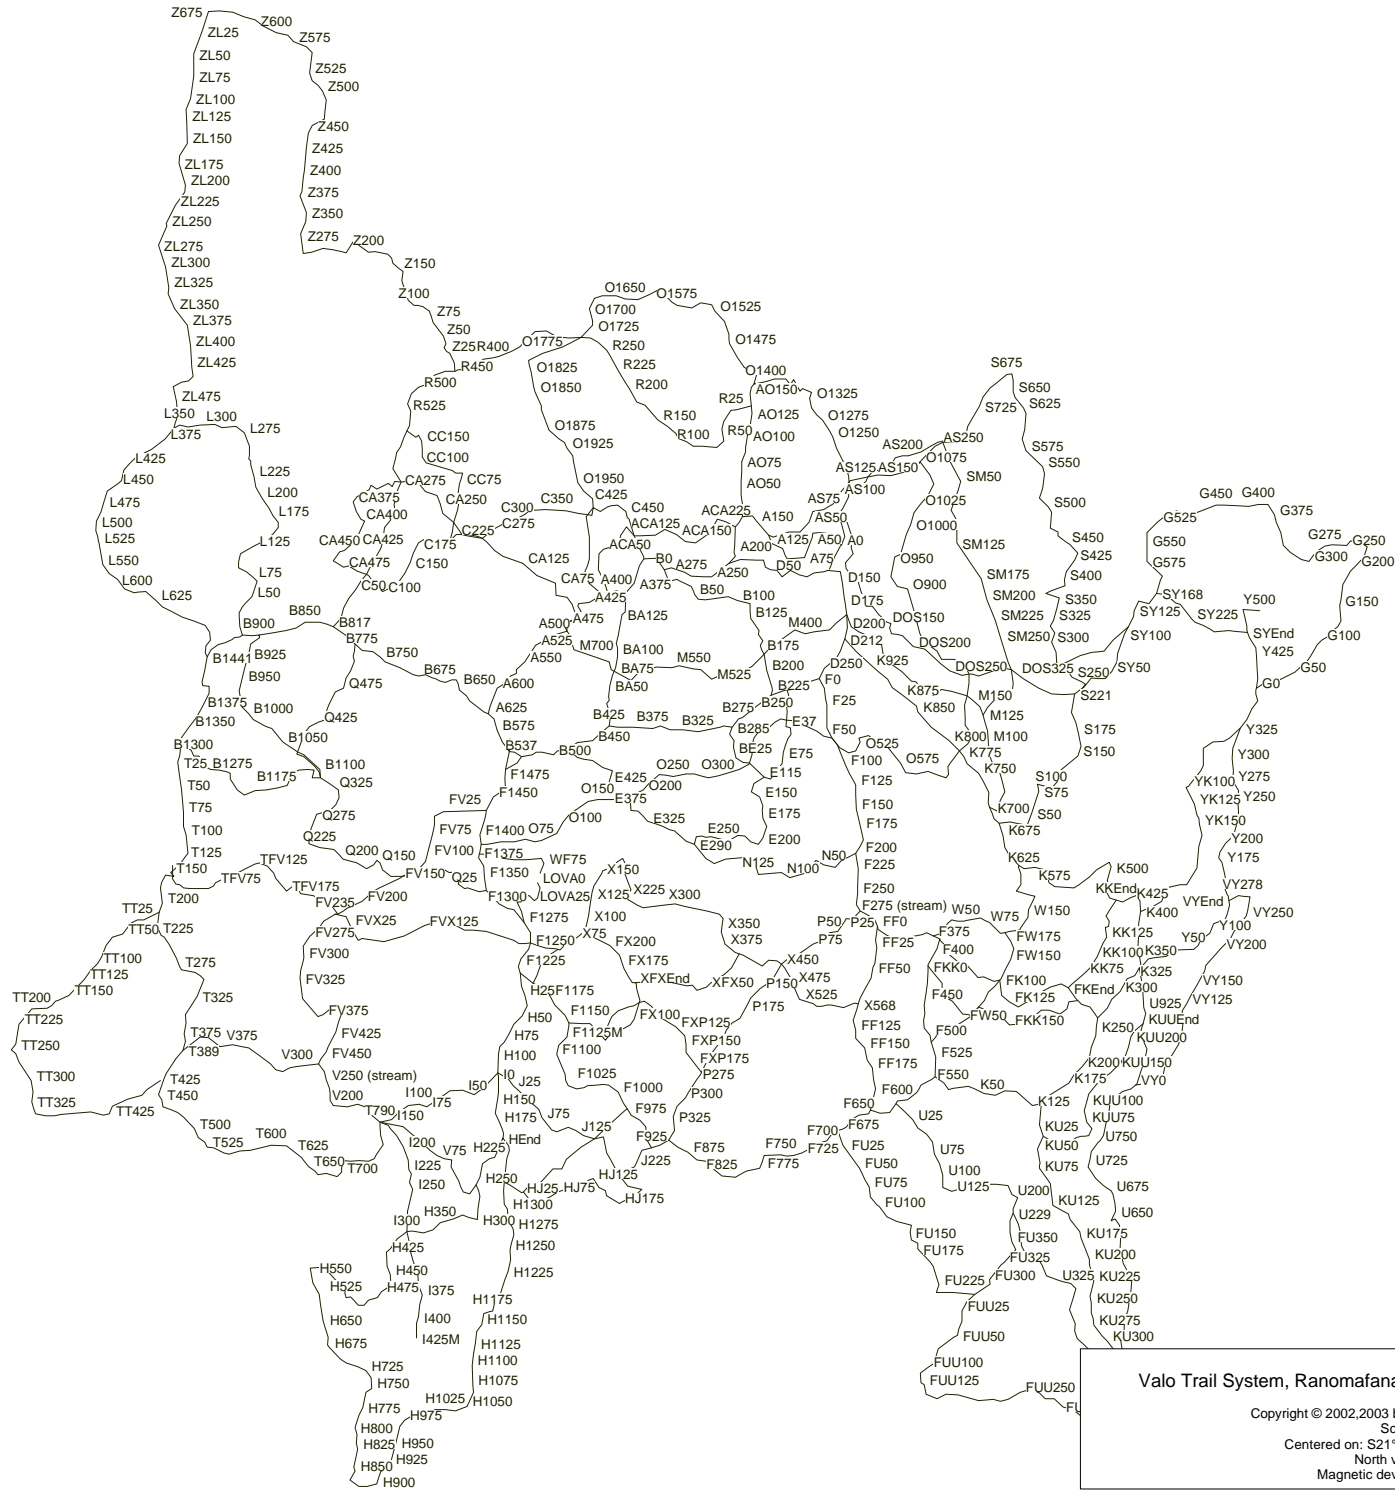 Z675
Z600
ZL25
Z575
ZL50
Z525
ZL75
Z500
ZL100
ZL125
Z450
ZL150
Z425
ZL175
Z400
ZL200
Z375
ZL225
Z350
ZL250
Z275
Z200
ZL275
ZL300
Z150
ZL325
Z100
ZL350
Z75
ZL375
Z50
ZL400
Z25
R400
ZL425
R450
ZL475
R500
R525
O1650
O1575
O1700
O1525
O1725
O1775
R250
O1475
O1825
R225
O1400
O1850
R200
AO150
O1325
R25
R150
AO125
O1275
R50
R100
AO100
O1250
O1875
O1925
AO75
O1950
AO50
S675
S650
S725
S625
AS200
AS250
S575
O1075
S550
AS125
AS150
SM50
AS100
O1025
S500
AS75
AS50
O1000
S450
SM125
S425
O950
SM175
S400
O900
SM200
S350
SM225
S325
SM250
S300
G450
G400
G525
G375
G550
G275
G250
G575
G300
G200
SY168
SY125
SY225
Y500
G150
SY100
SYEnd
G100
SY50
Y425
G50
G0
L350
L300
L375
L275
L425
L450
L225
L475
L200
L500
L175
L525
L125
L550
L600
L75
L625
L50
CC150
CC100
CC75
CA275
CA375
CA250
CA400
CA450
CA425
CA475
C225
C275
C300
C350
C425
C450
C175
C150
C50
C100
CA125
CA75
ACA50
ACA125
ACA150
ACA225
A150
A125
A50
A0
A200
A75
B0
A275
A250
D50
A400
A375
A425
B50
B100
D150
D175
A475
BA125
B125
A500
A525
M400
D200
DOS150
A550
M700
BA100
B175
D212
DOS200
BA75
M550
M525
B200
D250
K925
DOS250
DOS325
S250
BA50
A600
B225
F0
K875
M150
S221
A625
B250
F25
K850
M125
S175
B575
B425
B375
B325
B275
E37
F50
M100
S150
B850
B900
B817
B925
B775
B1441
B750
B950
B675
Q475
B650
B1375
B1000
B1350
Q425
B1050
B1300
T25
B1275
B1100
T50
B1175
Q325
B537
B500
B450
B285
BE25
E75
O525
F100
O575
K800
K775
K750
F1475
E425
O250
O300
E115
O150
O200
F125
S100
S75
F1450
E375
E150
F150
K700
S50
FV25
O100
E325
E175
F175
K675
T75
Q275
FV75
F1400
O75
E250
E200
F200
T100
Q225
E290
N50
F225
T125
Q200
Q150
FV100
F1375
WF75
N125
N100
K625
K575
K500
T150
TFV125
FV150
F1350
LOVA0
X150
F250
KKEnd
K425
TFV75
TFV175
Q25
F1300
LOVA25
X125
X225
X300
F275 (stream)
W50
W150
K400
T200
FV235
FV200
P50
P25
FF0
W75
TT25
FVX25
FVX125
F1275
X100
X350
F375
FW175
KK125
T225
TT50
FV275
F1250
X75
FX200
X375
P75
FF25
F400
FW150
KK100
K350
Y50
TT100
FV300
F1225
FX175
X450
FF50
FKK0
FK100
KK75
K325
T275
TT125
FV325
XFXEnd
XFX50
P150
X475
FKEnd
K300
TT150
T325
H25
F1175
X525
P175
F450
FK125
U925
TT200
X568
FW50
FKK150
KUUEnd
TT225
FV375
H50
F1150
FX100
FXP125
FF125
K250
KUU200
T375
V375
FV425
H75
F1125M
FXP150
FF150
F500
KUU150
TT250
T389
FV450
H100
F1100
FXP175
FF175
F525
K200
V300
P275
F550
K175
VY0
TT300
T425
V250 (stream)
I0
J25
F1025
F1000
P300
F600
K50
KUU100
TT325
T450
V200
I100
I50
H150
F975
P325
F650
K125
KUU75
TT425
T500
T790
I75
H175
J75
J125
F925
F675
U25
KU25
U750
T525
T600
I150
HEnd
F875
F700
F750
F725
KU50
T625
I200
V75
H225
J225
F825
F775
FU25
U75
KU75
U725
T650
T700
I225
H250
HJ25
HJ75
HJ125
HJ175
FU50
U100
U675
I250
H1300
FU75
U125
U200
KU125
U650
I300
H350
H300
H1275
FU100
U229
KU175
H425
H1250
FU150
FU350
KU200
H550
H450
H1225
FU175
FU325
KU225
H525
H475
I375
H1175
FU225
FU300
U325
KU250
H650
I400
H1150
FUU25
KU275
H675
I425M
H1125
FUU50
KU300
H725
H1100
FUU100
H750
H1075
FUU125
FUU250
H775
H1025
H1050
H800
H975
H825
H950
H850
H925
H900
Y325
Y300
YK100
Y275
YK125
Y250
YK150
Y200
Y175
VY278
VYEnd
VY250
Y100
VY200
VY150
VY125
Valo Trail System, Ranomafana
Copyright © 2002,2003
Centered on: S21°
North
Magnetic